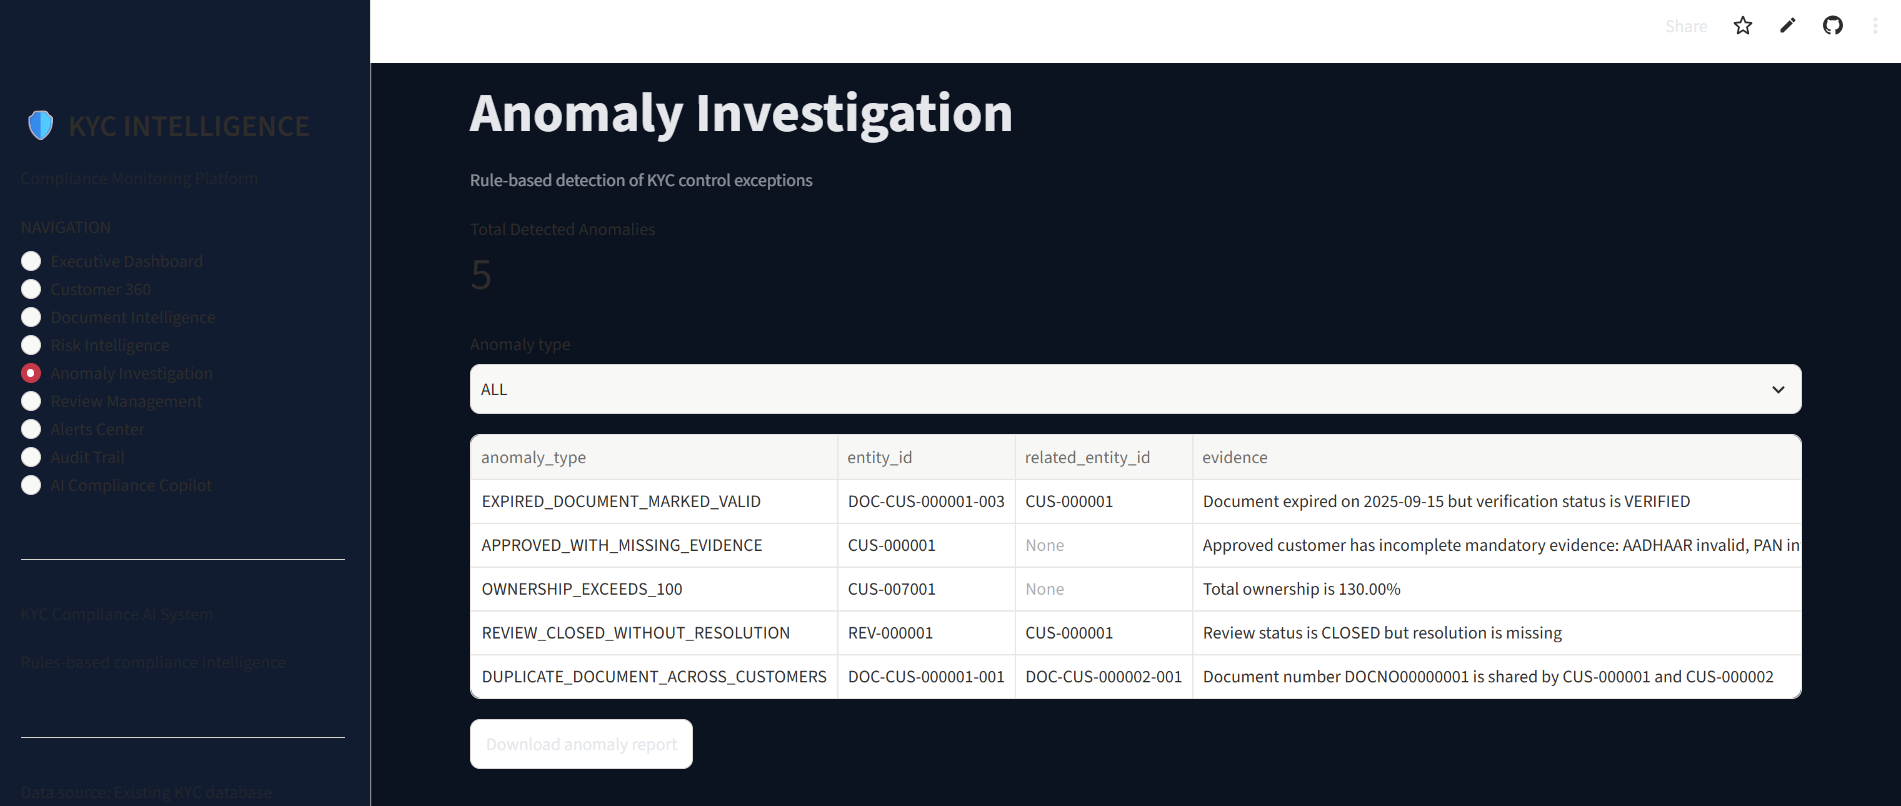 Share
KYC INTELLIGENCE
Compliance Monitoring Platform
NAVIGATION
Executive Dashboard
Customer 360
Document Intelligence
Risk Intelligence
Anomaly Investigation
Review Management
Alerts Center
Audit Trail
AI Compliance Copilot
KYC Compliance AI System
Rules-based compliance intelligence
Data source: Existing KYC database
Anomaly Investigation
Rule-based detection of KYC control exceptions
Total Detected Anomalies
5
Anomaly type
ALL
anomaly_type entity_id related_entity_id evidence
EXPIRED_DOCUMENT_MARKED_VALID DOC-CUS-000001-003 CUS-000001 Document expired on 2025-09-15 but verification status is VERIFIED
APPROVED_WITH_MISSING_EVIDENCE CUS-000001 None Approved customer has incomplete mandatory evidence: AADHAAR invalid, PAN in
OWNERSHIP_EXCEEDS_100 CUS-007001 None Total ownership is 130.00%
REVIEW_CLOSED_WITHOUT_RESOLUTION REV-000001 CUS-000001 Review status is CLOSED but resolution is missing
DUPLICATE_DOCUMENT_ACROSS_CUSTOMERS DOC-CUS-000001-001 DOC-CUS-000002-001 Document number DOCNO00000001 is shared by CUS-000001 and CUS-000002
Download anomaly report